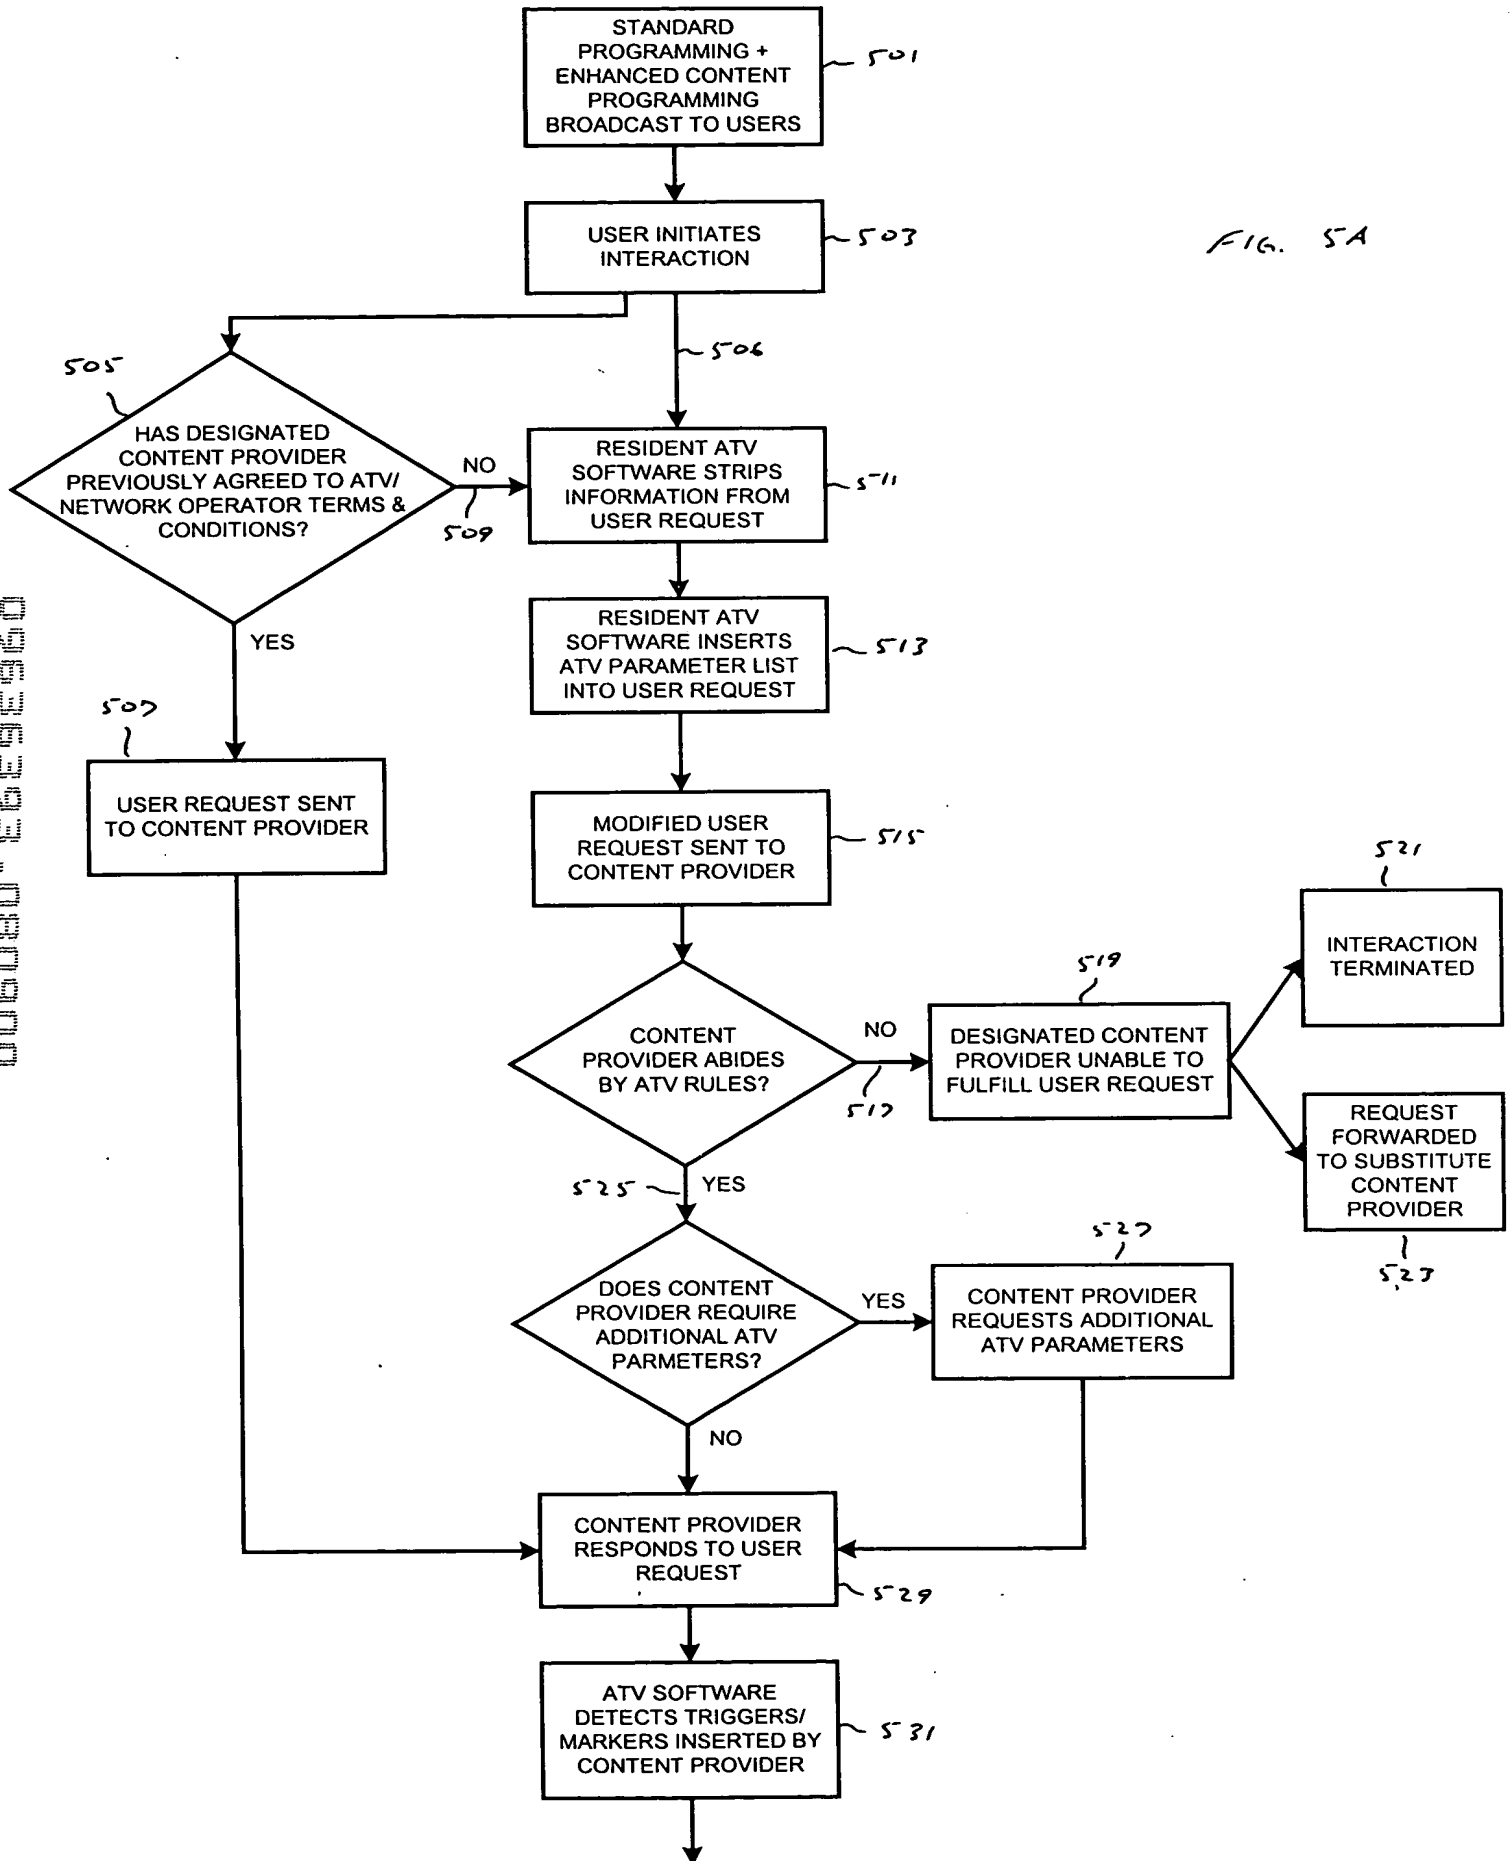 STANDARD
PROGRAMMING +
ENHANCED CONTENT
PROGRAMMING
BROADCAST TO USERS
501
USER INITIATES
INTERACTION
503
FIG. 5A
506
505
HAS DESIGNATED
CONTENT PROVIDER
PREVIOUSLY AGREED TO ATV/
NETWORK OPERATOR TERMS &
CONDITIONS?
NO
509
RESIDENT ATV
SOFTWARE STRIPS
INFORMATION FROM
USER REQUEST
511
YES
RESIDENT ATV
SOFTWARE INSERTS
ATV PARAMETER LIST
INTO USER REQUEST
513
507
USER REQUEST SENT
TO CONTENT PROVIDER
MODIFIED USER
REQUEST SENT TO
CONTENT PROVIDER
515
521
INTERACTION
TERMINATED
CONTENT
PROVIDER ABIDES
BY ATV RULES?
NO
517
519
DESIGNATED CONTENT
PROVIDER UNABLE TO
FULFILL USER REQUEST
REQUEST
FORWARDED
TO SUBSTITUTE
CONTENT
PROVIDER
523
525
YES
DOES CONTENT
PROVIDER REQUIRE
ADDITIONAL ATV
PARMETERS?
YES
527
CONTENT PROVIDER
REQUESTS ADDITIONAL
ATV PARAMETERS
NO
CONTENT PROVIDER
RESPONDS TO USER
REQUEST
529
ATV SOFTWARE
DETECTS TRIGGERS/
MARKERS INSERTED BY
CONTENT PROVIDER
531